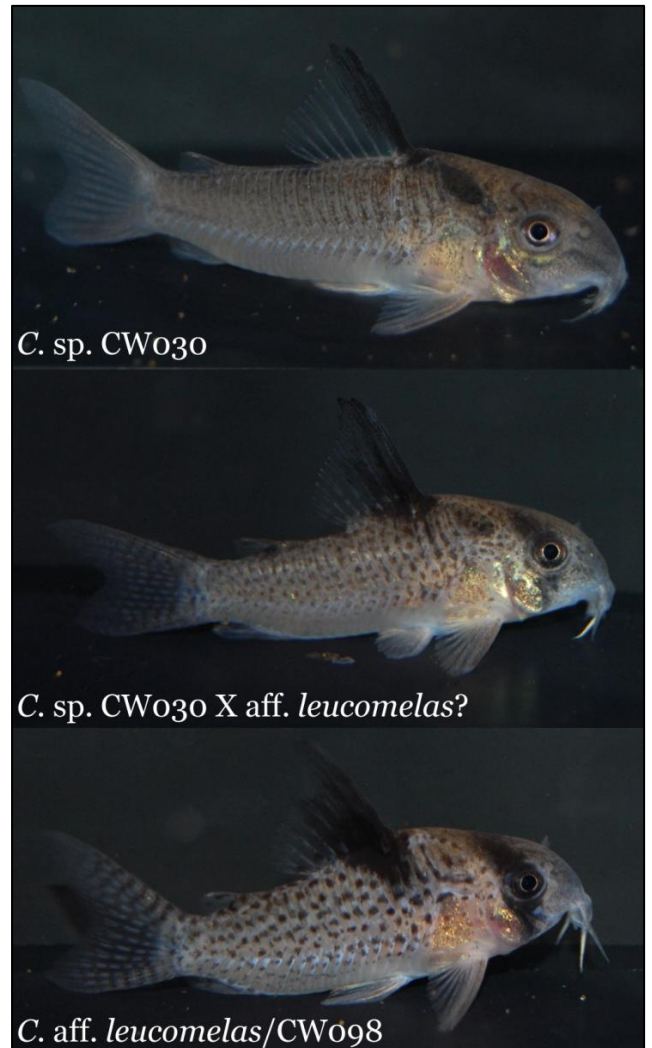 C. sp. CW030
C. sp. CW030 X aff. leucomelas?
C. aff. leucomelas/CW098